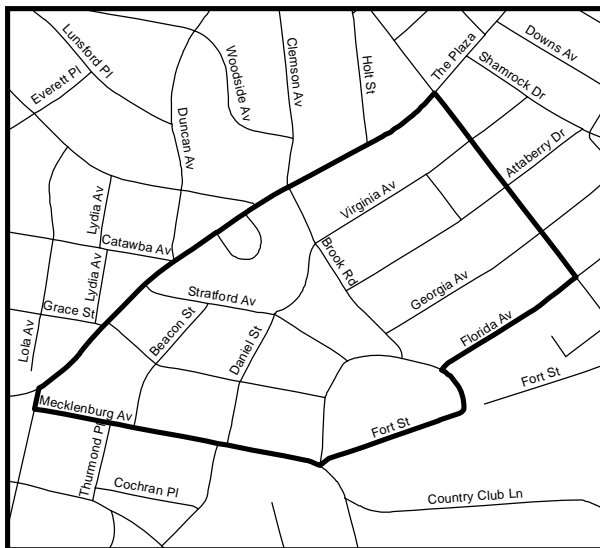 Lunsford Pl
Everett Pl
Woodside Av
Clemson Av
Holt St
The Plaza
Downs Av
Shamrock Dr
Duncan Av
Attaberry Dr
Lydia Av
Virginia Av
Catawba Av
Brook Rd
Lydia Av
Stratford Av
Georgia Av
Grace St
Beacon St
Daniel St
Florida Av
Lola Av
Fort St
Mecklenburg Av
Fort St
Thurmond Pl
Cochran Pl
Country Club Ln